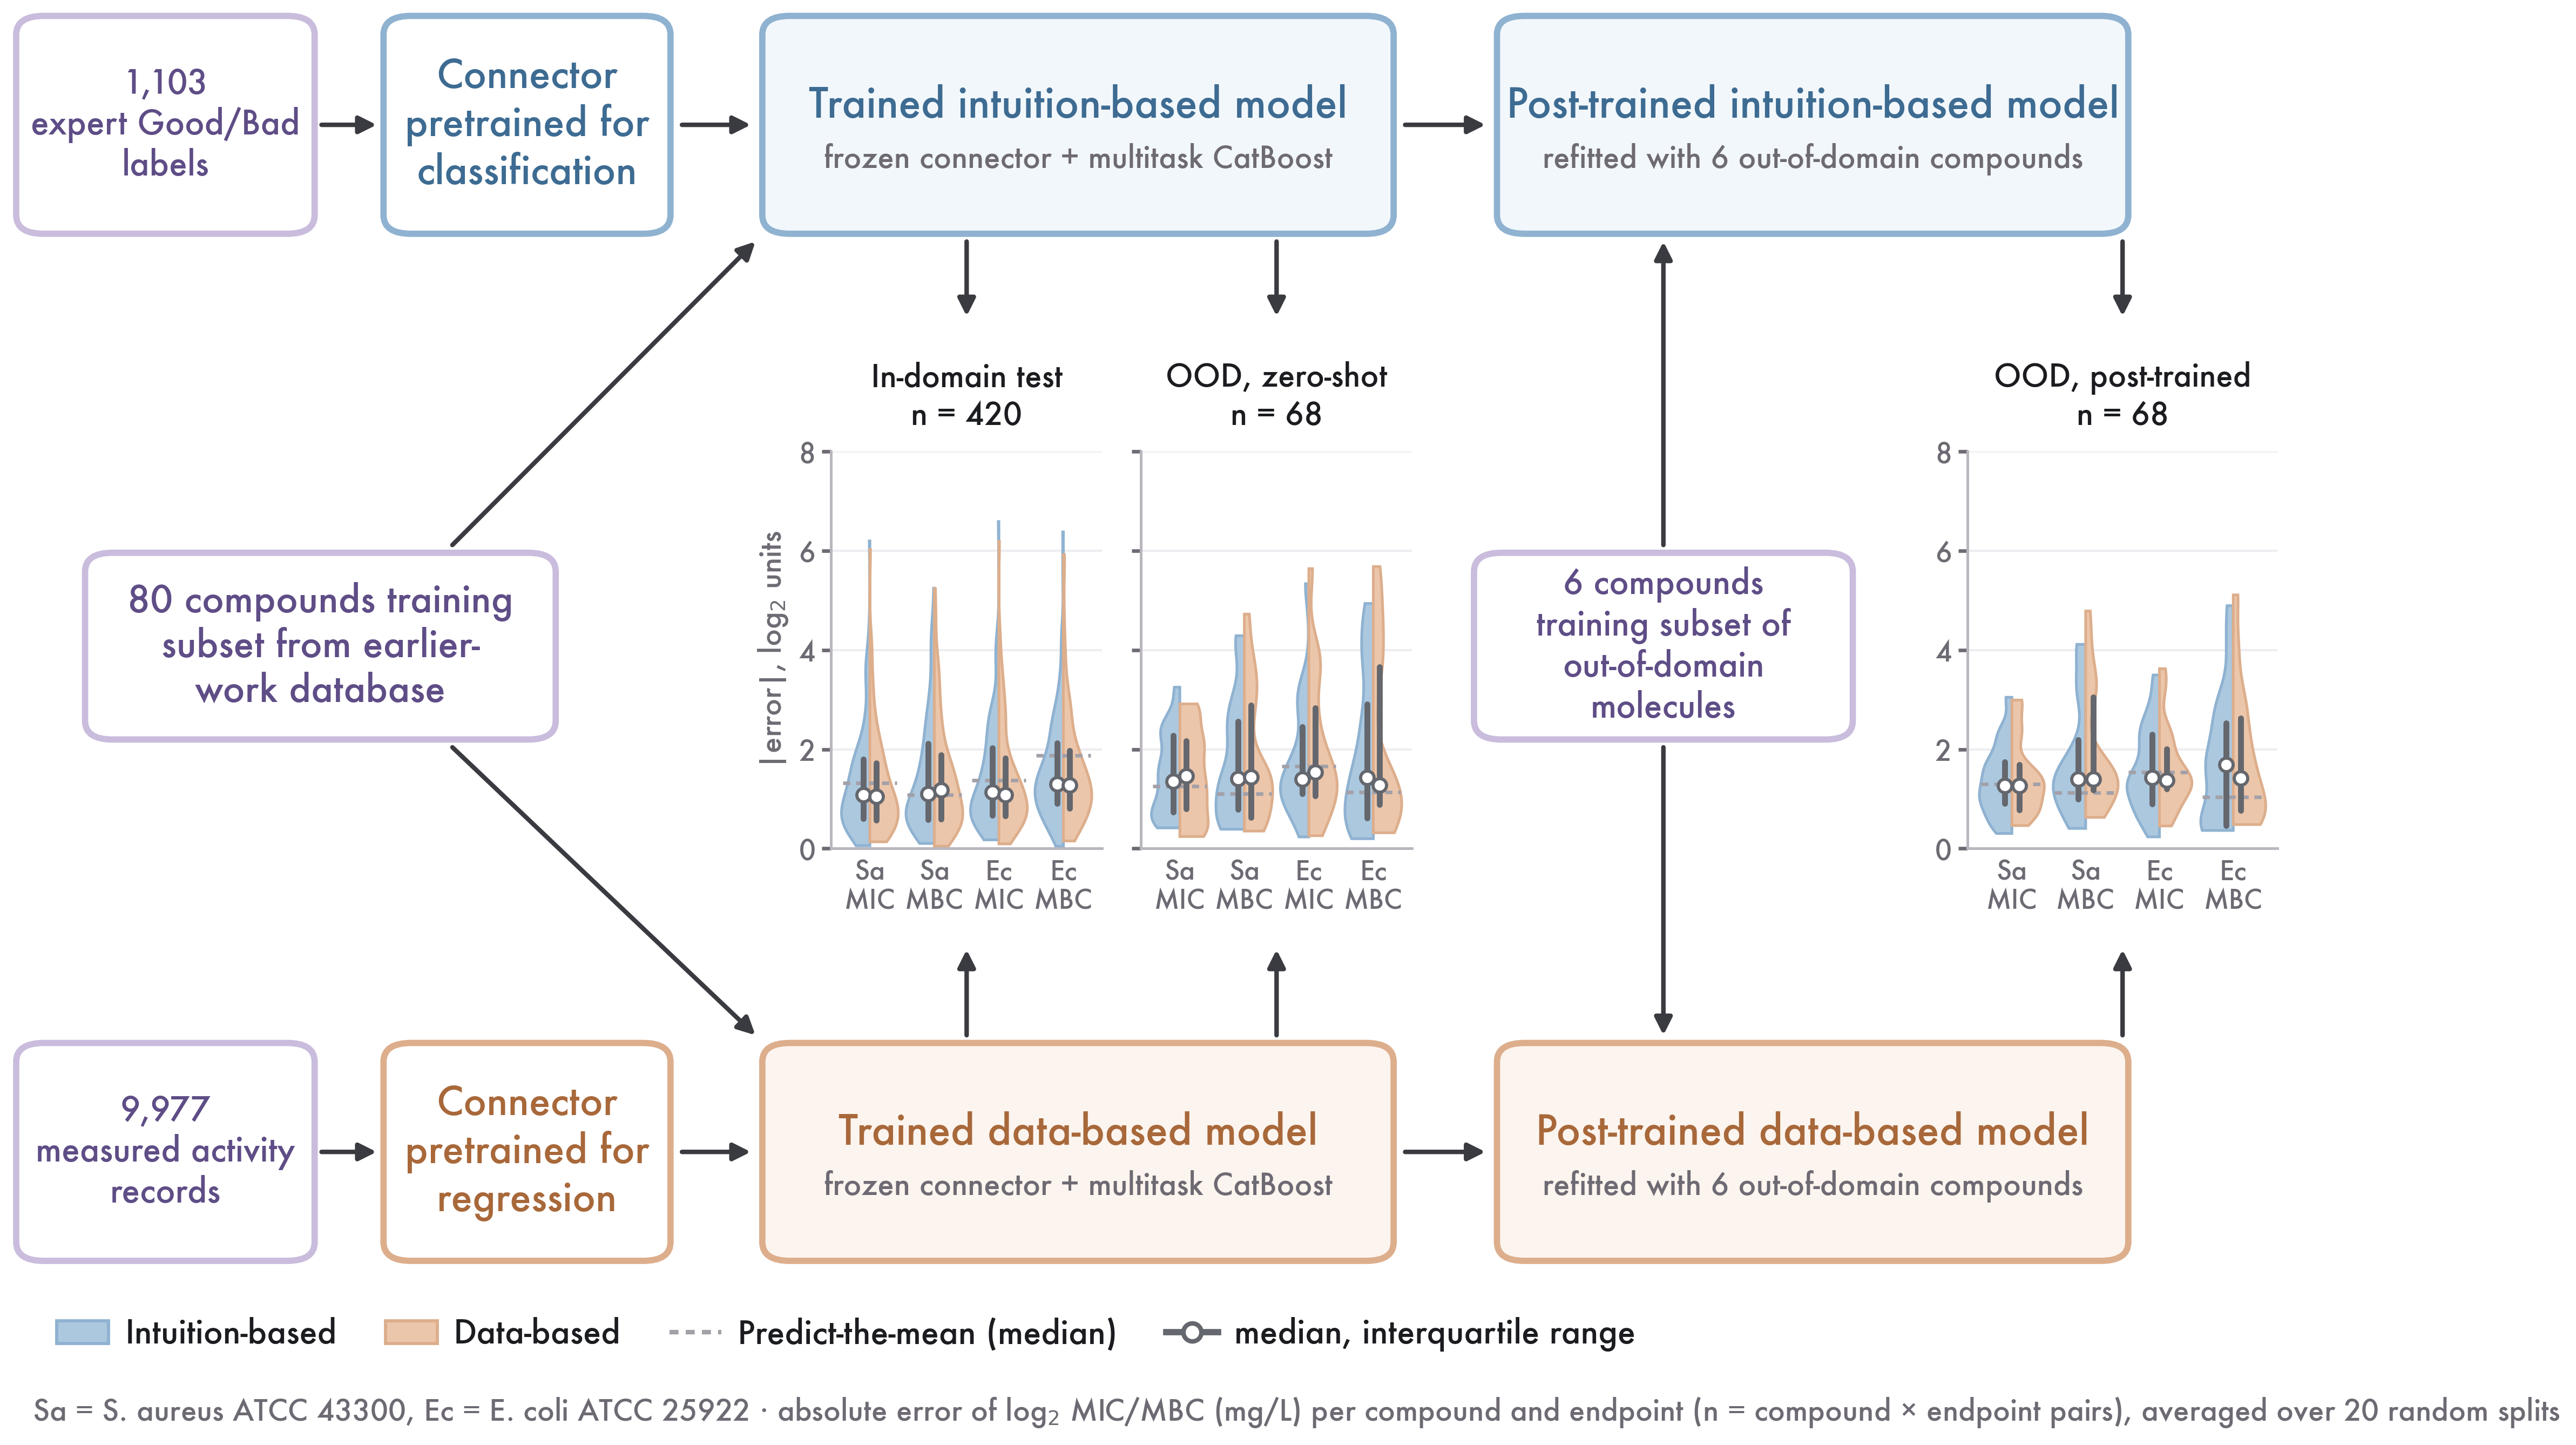 1,103
expert Good/Bad
labels
Connector
pretrained for
classification
Trained intuition-based model
frozen connector + multitask CatBoost
Post-trained intuition-based model
refitted with 6 out-of-domain compounds
80 compounds training
subset from earlier-
work database
In-domain test
n = 420
OOD, zero-shot
n = 68
|error|, log₂ units
8
6
4
2
0
Sa
MIC
Sa
MBC
Ec
MIC
Ec
MBC
Sa
MIC
Sa
MBC
Ec
MIC
Ec
MBC
6 compounds
training subset of
out-of-domain
molecules
OOD, post-trained
n = 68
8
6
4
2
0
Sa
MIC
Sa
MBC
Ec
MIC
Ec
MBC
9,977
measured activity
records
Connector
pretrained for
regression
Trained data-based model
frozen connector + multitask CatBoost
Post-trained data-based model
refitted with 6 out-of-domain compounds
Intuition-based
Data-based
Predict-the-mean (median)
median, interquartile range
Sa = S. aureus ATCC 43300, Ec = E. coli ATCC 25922 · absolute error of log₂ MIC/MBC (mg/L) per compound and endpoint (n = compound × endpoint pairs), averaged over 20 random splits